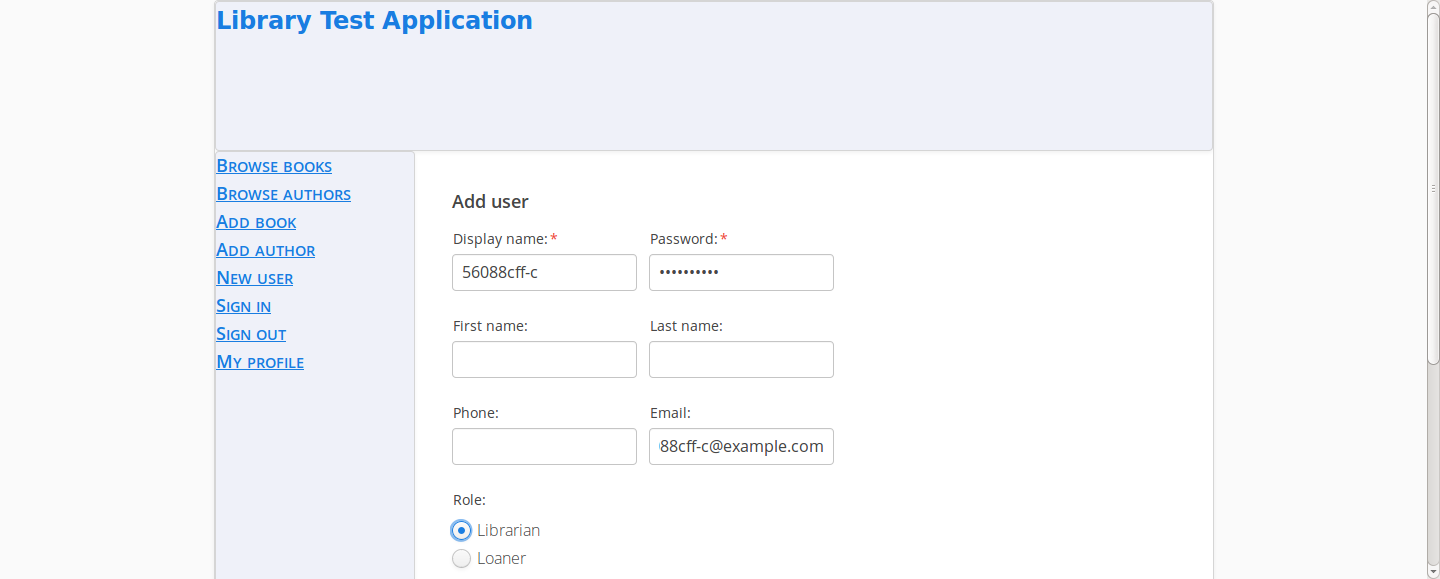 Library Test Application
Browse books
Browse authors
Add book
Add author
New user
Sign in
Sign out
My profile
Add user
Display name: * Password: *
56088cff-c ••••••••••
First name: Last name:
Phone: Email:
88cff-c@example.com
Role:
Librarian
Loaner